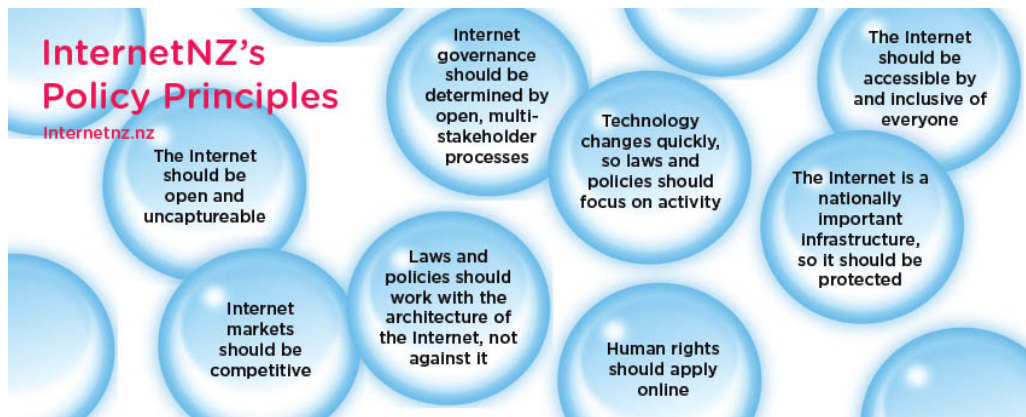 InternetNZ's
Policy Principles
Internetnz.nz
The Internet
should be
open and
uncaptureable
Internet
governance
should be
determined by
open, multi-
stakeholder
processes
Technology
changes quickly,
so laws and
policies should
focus on activity
The Internet
should be
accessible by
and inclusive of
everyone
The Internet is a
nationally
important
infrastructure,
so it should be
protected
Internet
markets
should be
competitive
Laws and
policies should
work with the
architecture of
the Internet, not
against it
Human rights
should apply
online